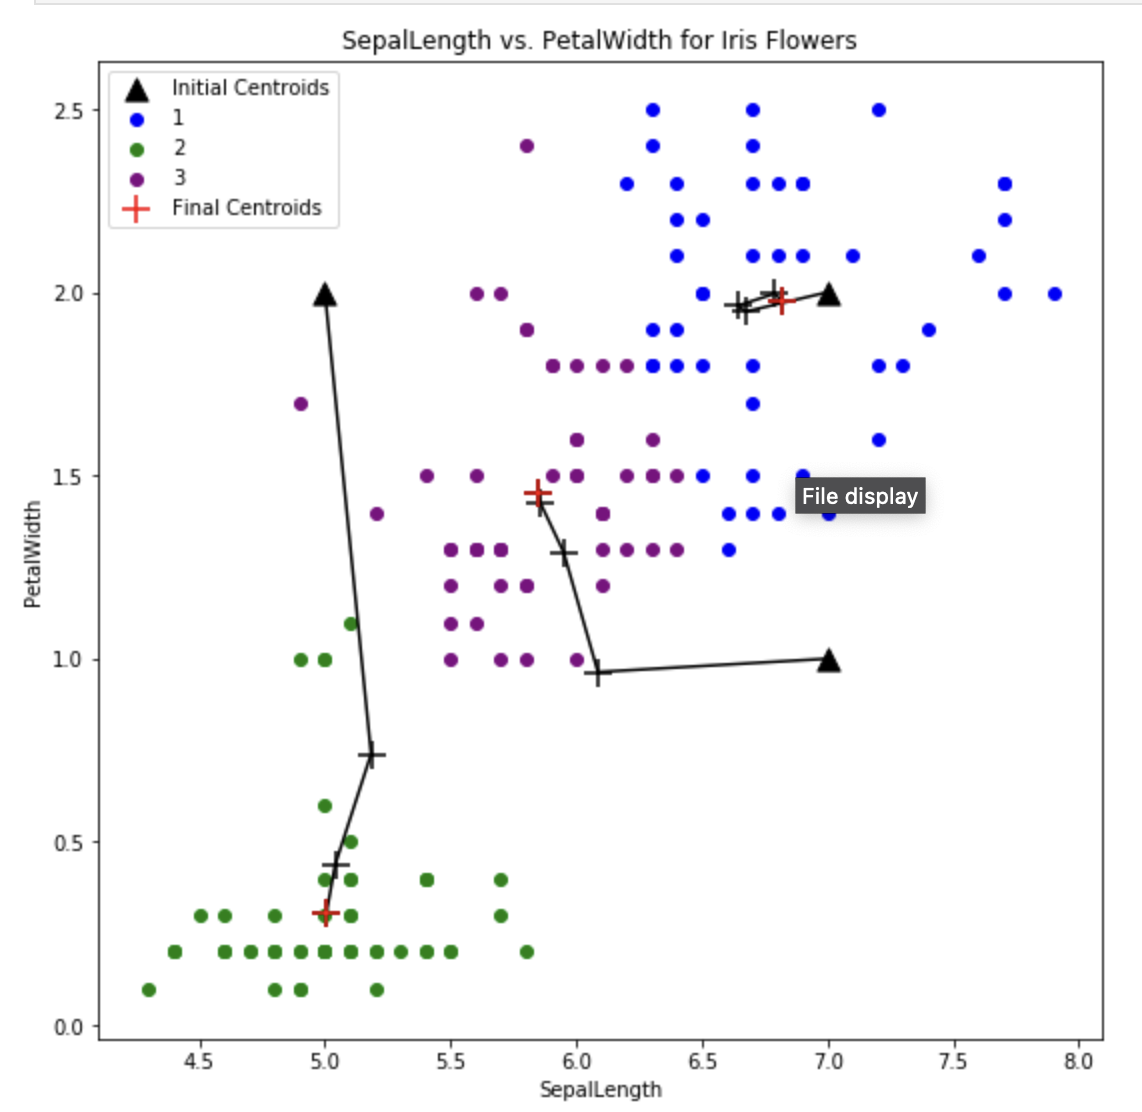 SepalLength vs. PetalWidth for Iris Flowers
Initial Centroids
1
2
3
Final Centroids
2.5
2.0
1.5
1.0
0.5
0.0
PetalWidth
File display
4.5 5.0 5.5 6.0 6.5 7.0 7.5 8.0
SepalLength